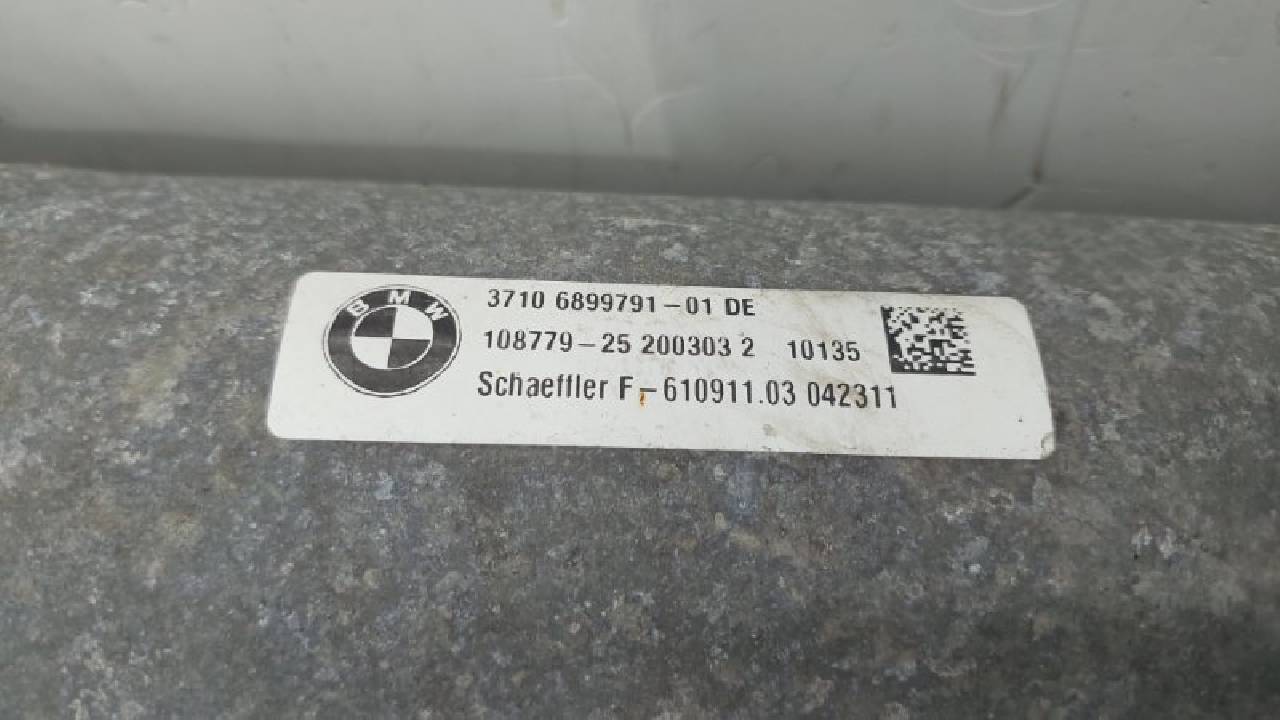 BMW
3710 6899791-01 DE
108779-25 200303 2 10135
Schaeffler F-610911.03 042311